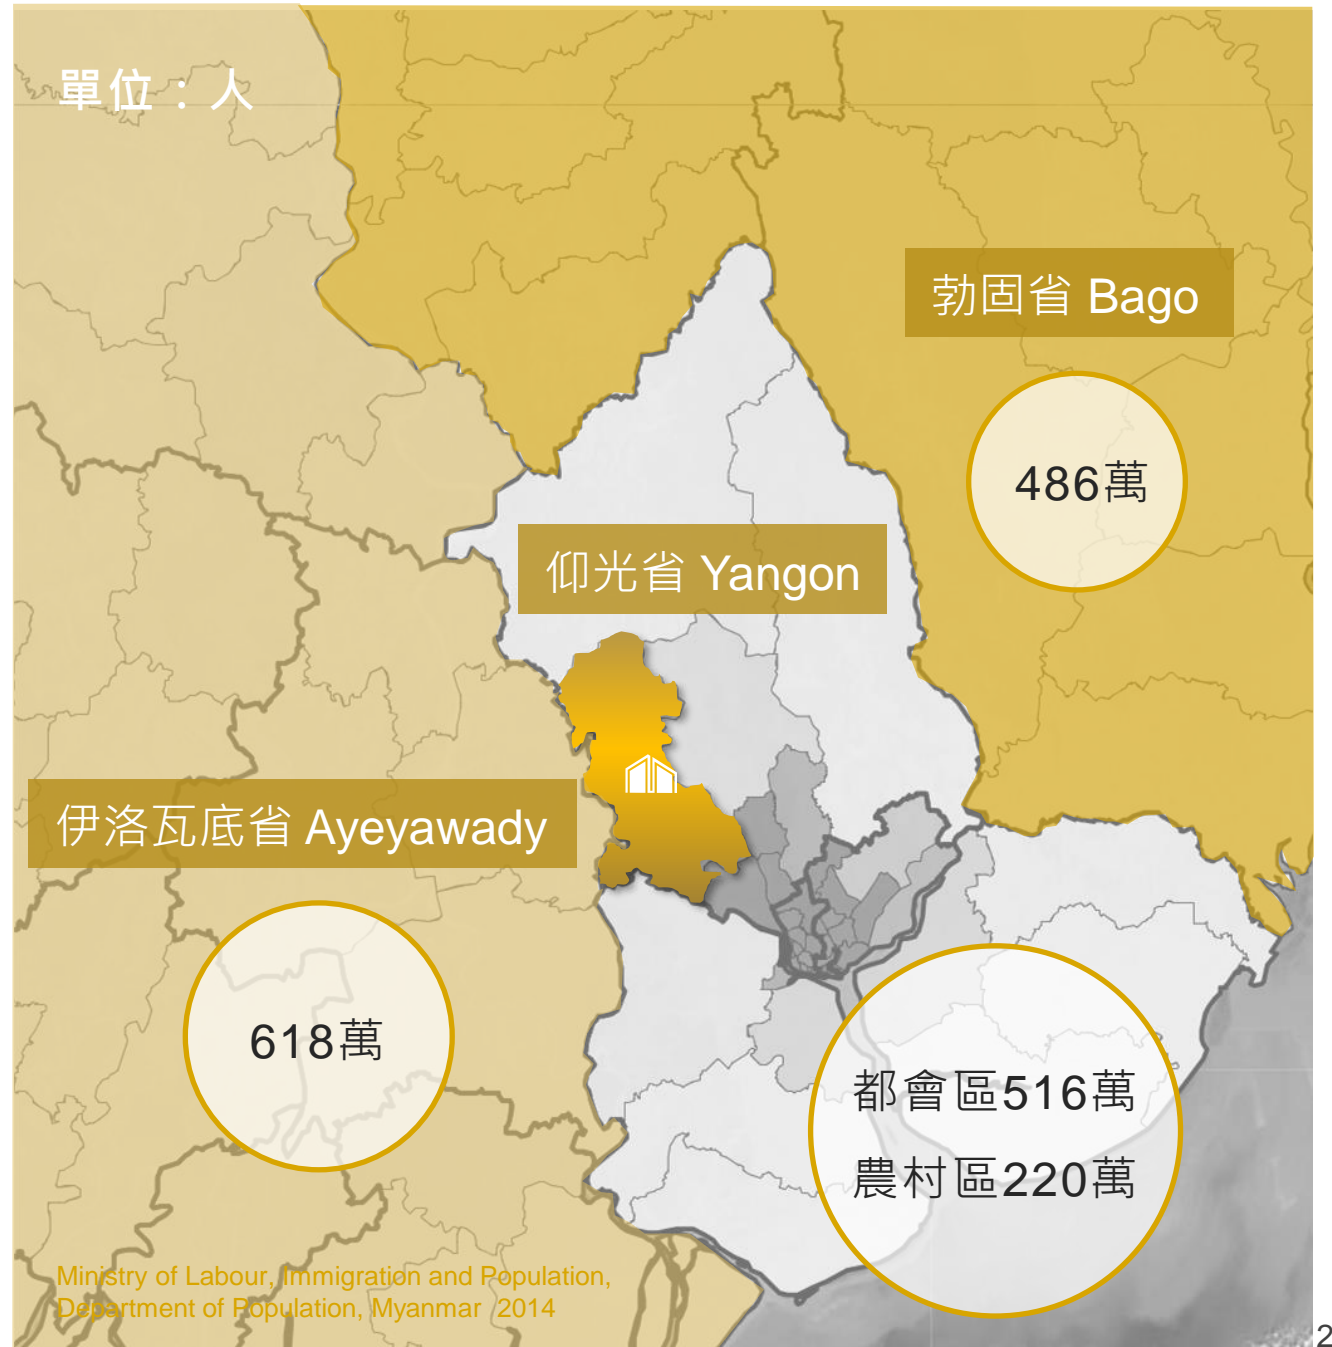 單位：人
勃固省 Bago
486萬
仰光省 Yangon
伊洛瓦底省 Ayeyawady
618萬
都會區516萬
農村區220萬
Ministry of Labour, Immigration and Population,
Department of Population, Myanmar 2014
2